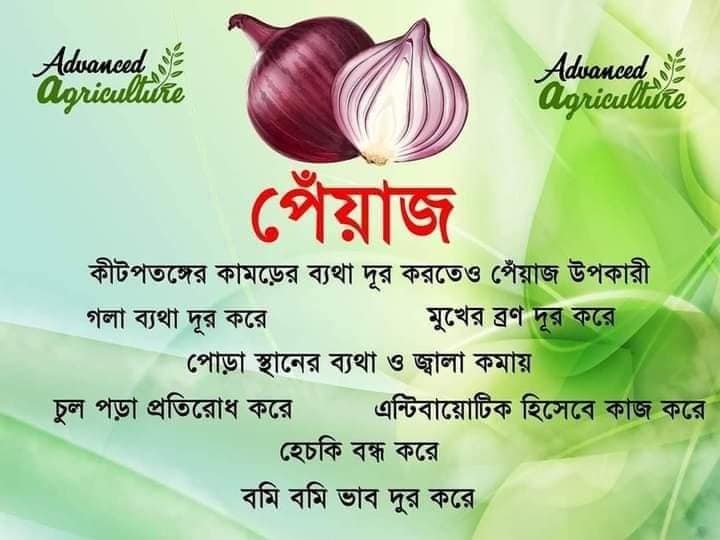 Advanced
Agriculture
Advanced
Agriculture
পেঁয়াজ
কীটপতঙ্গের কামড়ের ব্যথা দূর করতেও পেঁয়াজ উপকারী
গলা ব্যথা দূর করে
মুখের ব্রণ দূর করে
পোড়া স্থানের ব্যথা ও জ্বালা কমায়
চুল পড়া প্রতিরোধ করে
এন্টিবায়োটিক হিসেবে কাজ করে
হেচকি বন্ধ করে
বমি বমি ভাব দুর করে